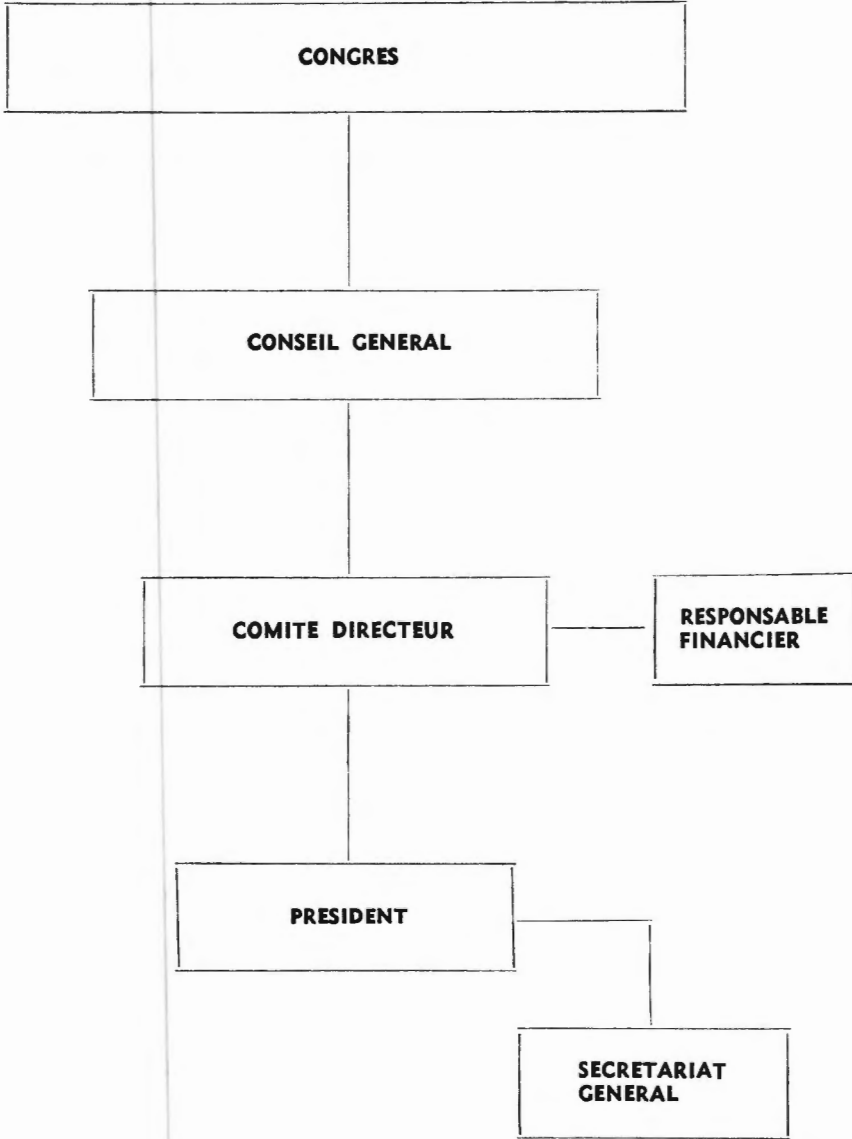 CONGRES
CONSEIL GENERAL
COMITE DIRECTEUR
RESPONSABLE
FINANCIER
PRESIDENT
SECRETARIAT
GENERAL